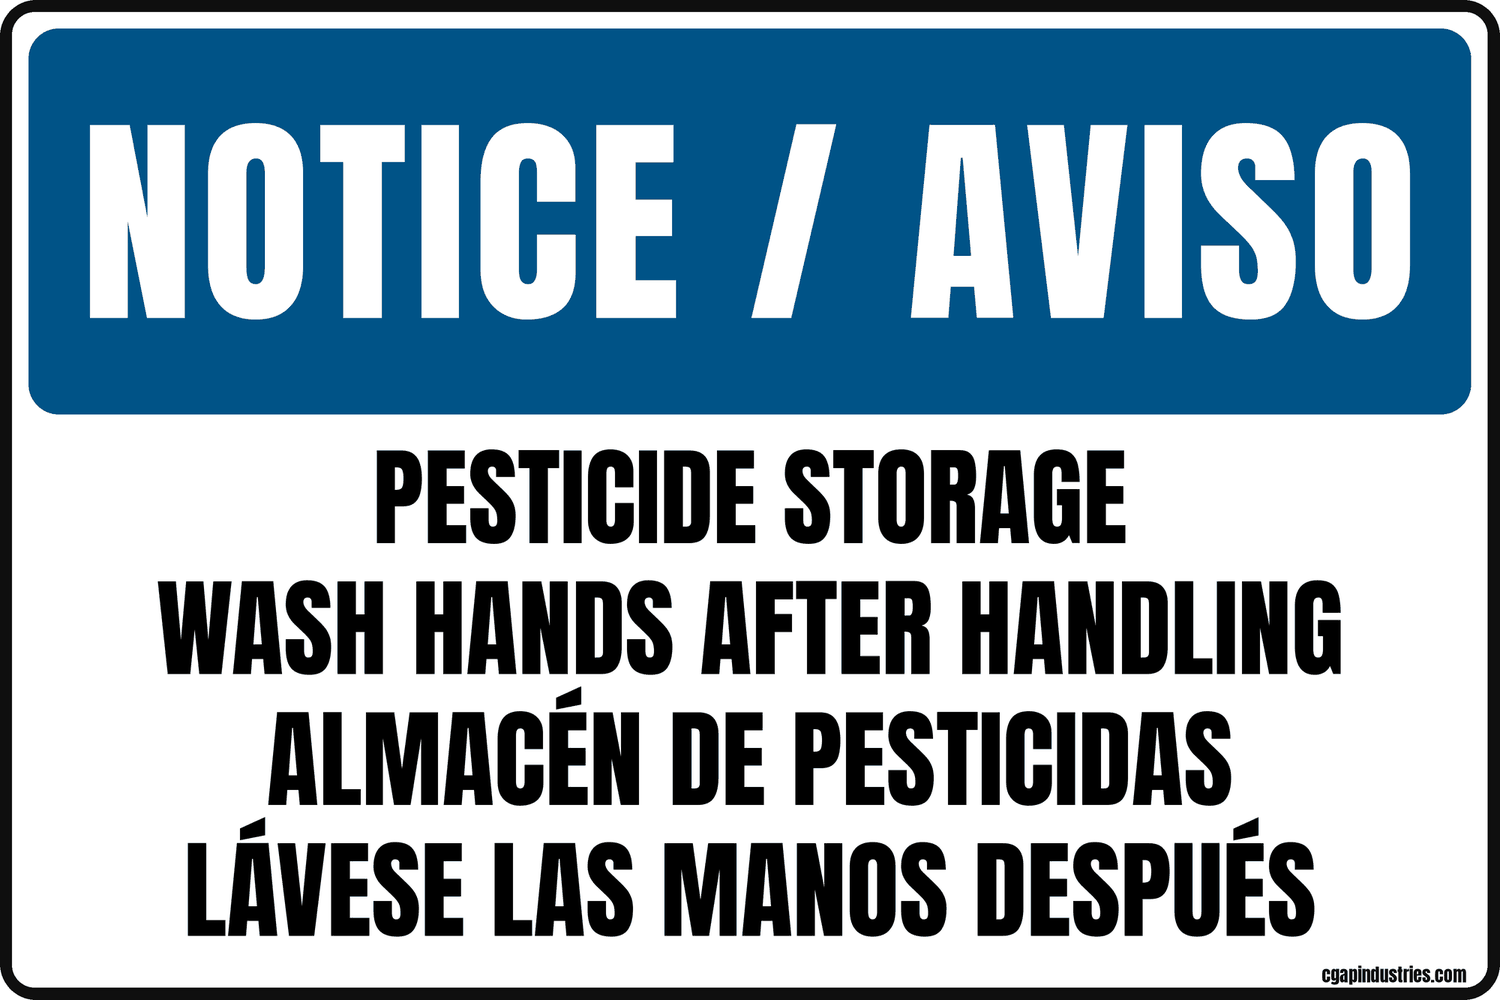 NOTICE / AVISO
PESTICIDE STORAGE
WASH HANDS AFTER HANDLING
ALMACÉN DE PESTICIDAS
LÁVESE LAS MANOS DESPUÉS
cgapindustries.com